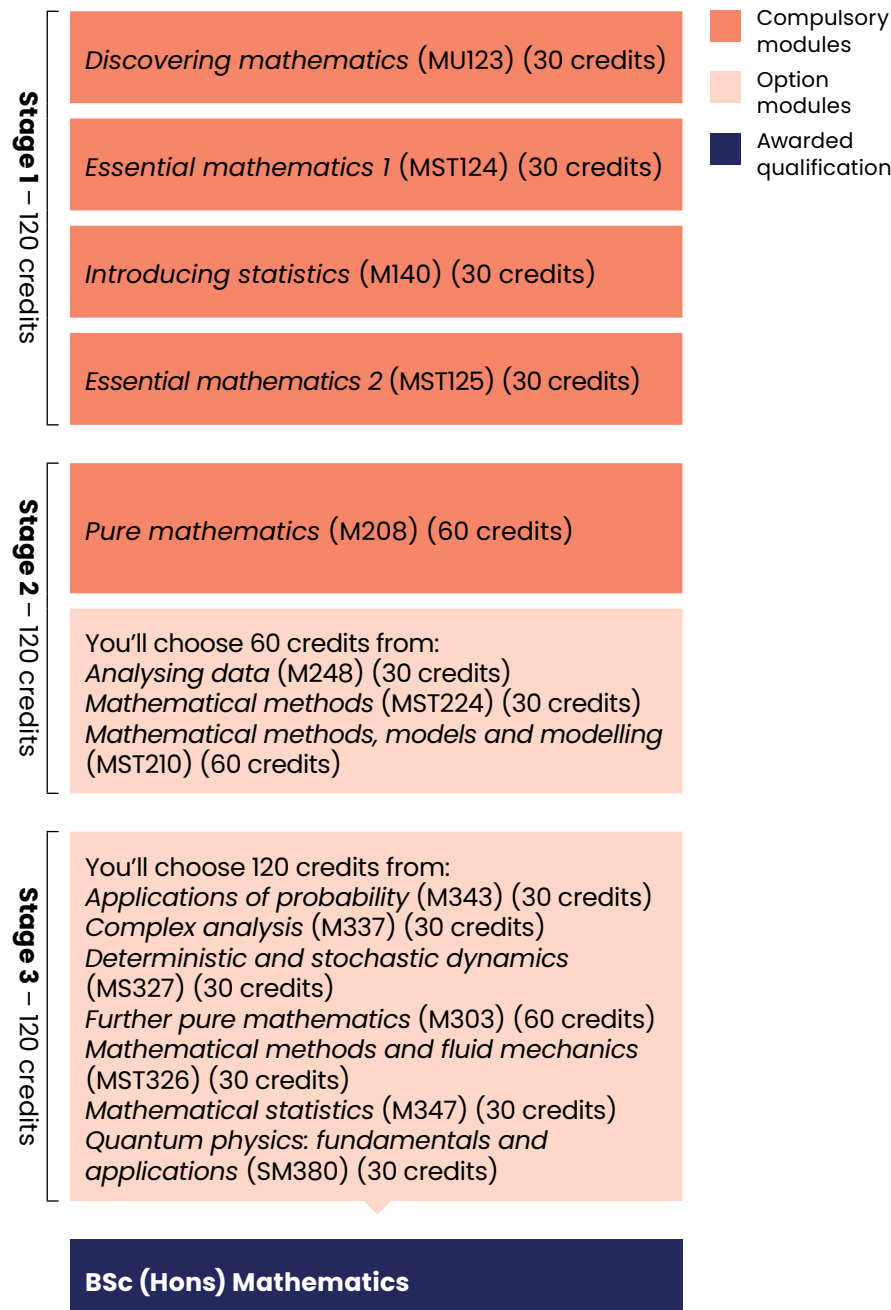 Compulsory
modules
Option
modules
Awarded
qualification
Stage 1 – 120 credits
Discovering mathematics (MU123) (30 credits)
Essential mathematics 1 (MST124) (30 credits)
Introducing statistics (M140) (30 credits)
Essential mathematics 2 (MST125) (30 credits)
Stage 2 – 120 credits
Pure mathematics (M208) (60 credits)
You’ll choose 60 credits from:
Analysing data (M248) (30 credits)
Mathematical methods (MST224) (30 credits)
Mathematical methods, models and modelling
(MST210) (60 credits)
Stage 3 – 120 credits
You’ll choose 120 credits from:
Applications of probability (M343) (30 credits)
Complex analysis (M337) (30 credits)
Deterministic and stochastic dynamics
(MS327) (30 credits)
Further pure mathematics (M303) (60 credits)
Mathematical methods and fluid mechanics
(MST326) (30 credits)
Mathematical statistics (M347) (30 credits)
Quantum physics: fundamentals and
applications (SM380) (30 credits)
BSc (Hons) Mathematics